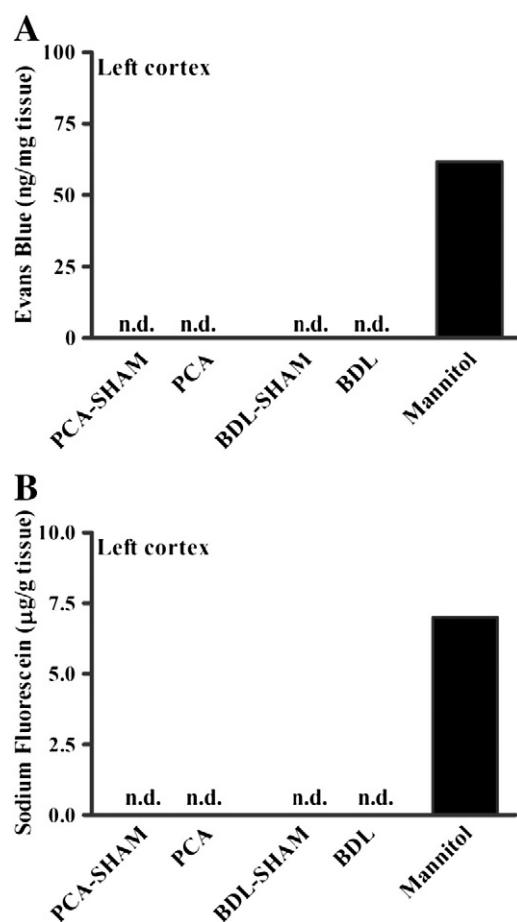 A
Left cortex
Evans Blue (ng/mg tissue)
100
75
50
25
0
n.d. n.d. n.d. n.d.
PCA-SHAM PCA BDL-SHAM BDL Mannitol
B
Left cortex
Sodium Fluorescein (µg/g tissue)
10.0
7.5
5.0
2.5
0.0
n.d. n.d. n.d. n.d.
PCA-SHAM PCA BDL-SHAM BDL Mannitol